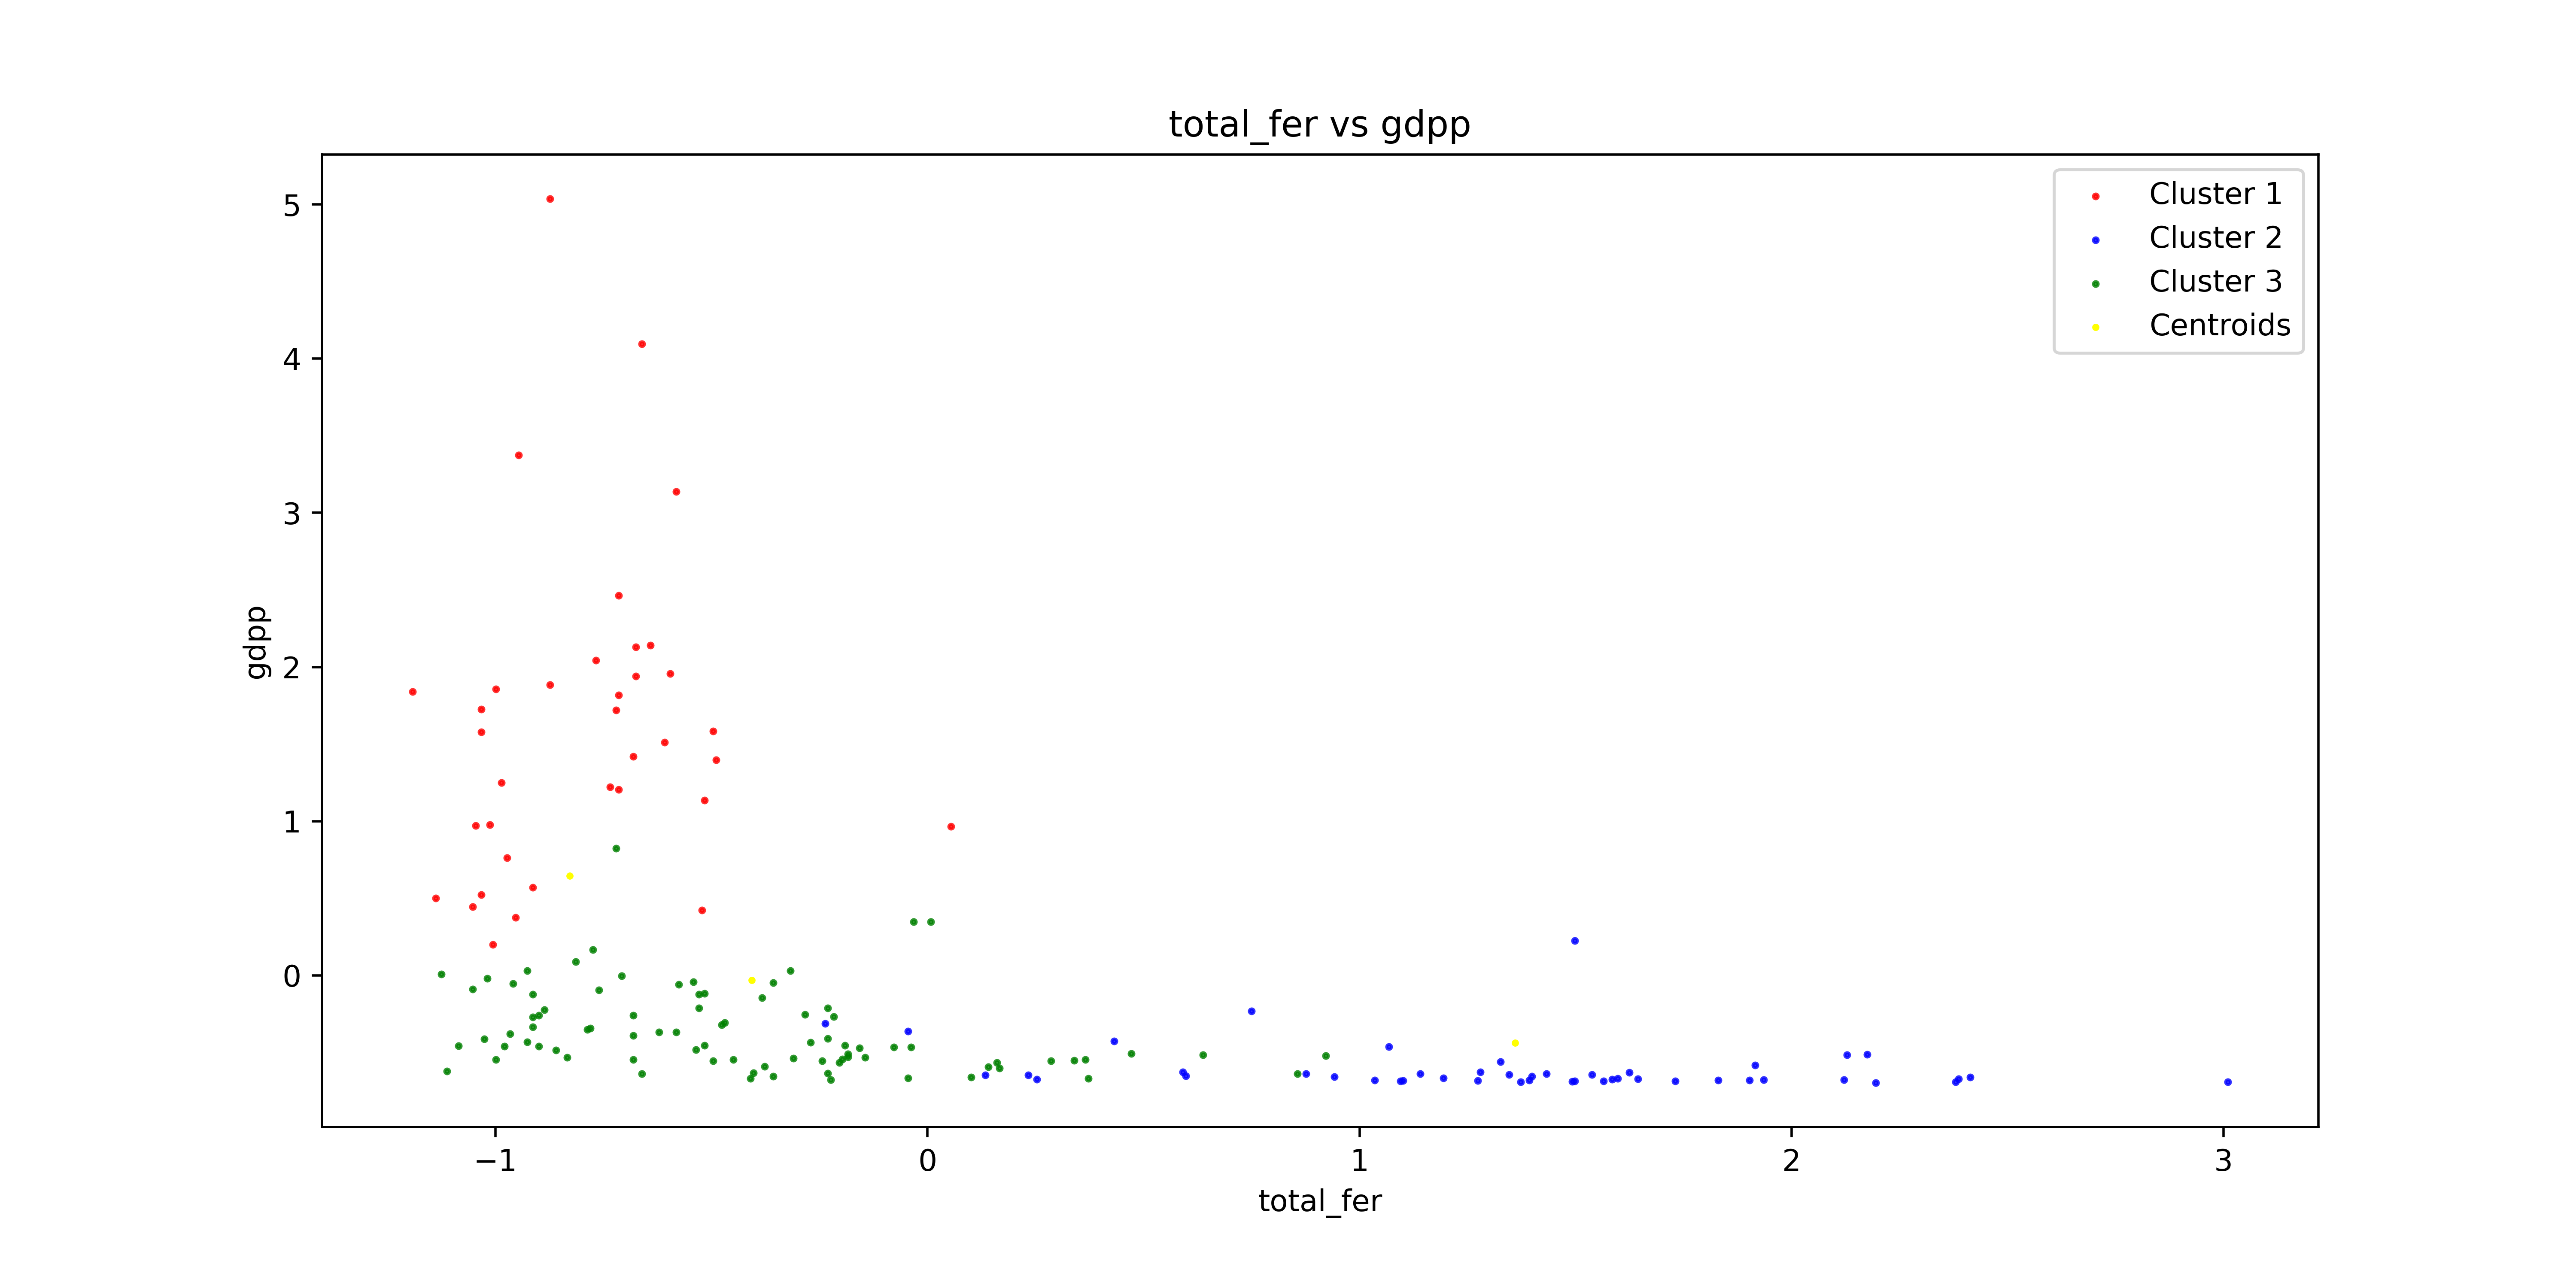 total_fer vs gdpp
Cluster 1
Cluster 2
Cluster 3
Centroids
5
4
3
2
1
0
gdpp
−1
0
1
2
3
total_fer